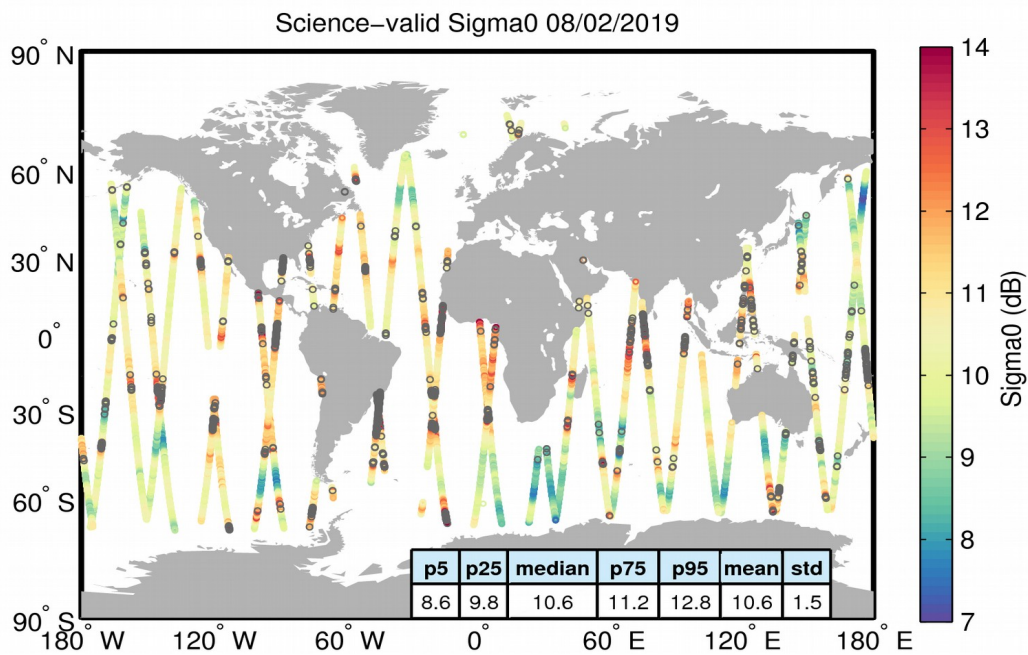 Science–valid Sigma0 08/02/2019
90° N
60° N
30° N
0°
30° S
60° S
90° S
180° W 120° W 60° W 0° 60° E 120° E 180° E
p5 p25 median p75 p95 mean std
8.6 9.8 10.6 11.2 12.8 10.6 1.5
14
13
12
11
10
9
8
7
Sigma0 (dB)